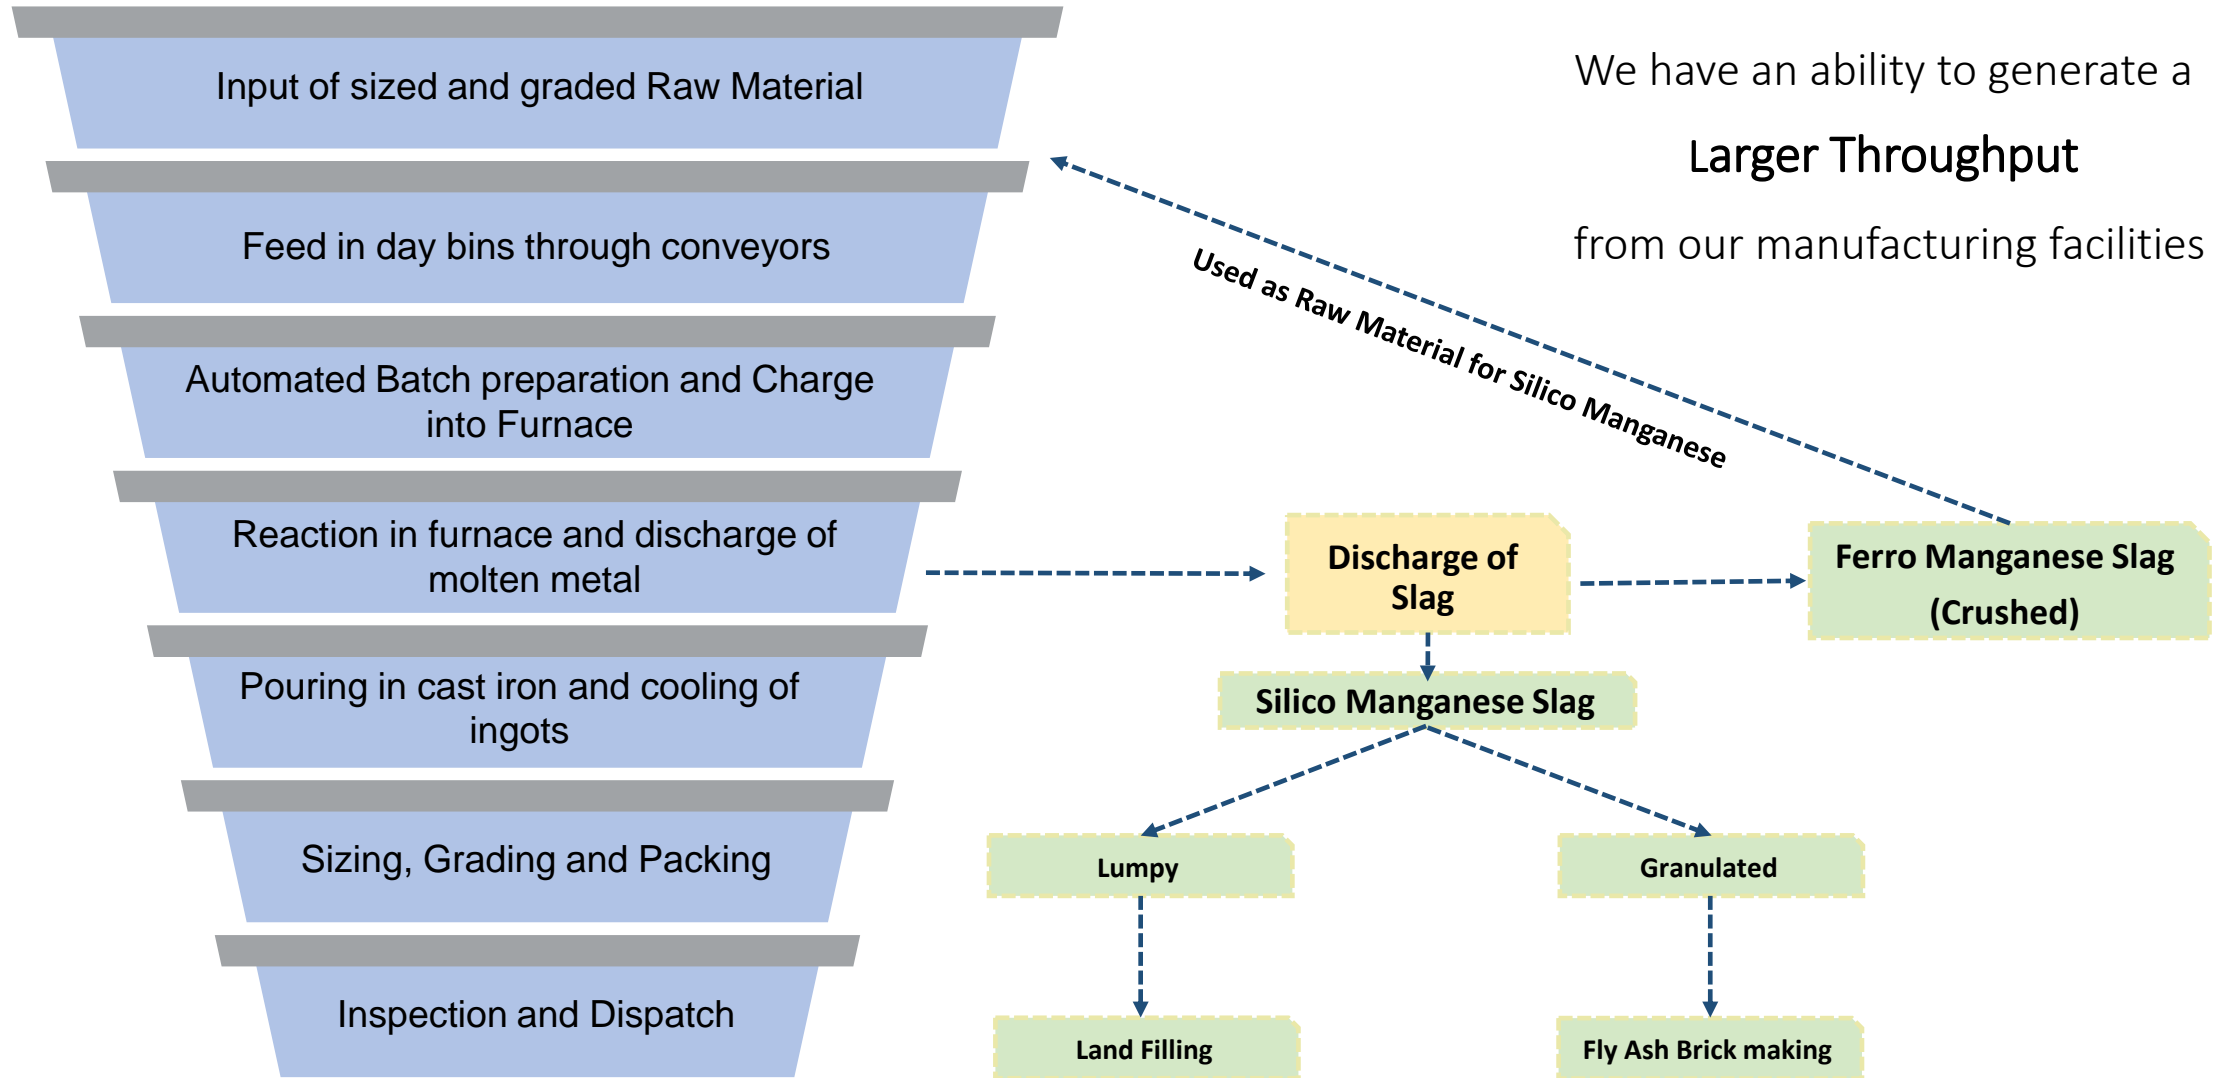 Input of sized and graded Raw Material
Feed in day bins through conveyors
Automated Batch preparation and Charge
into Furnace
Reaction in furnace and discharge of
molten metal
Pouring in cast iron and cooling of
ingots
Sizing, Grading and Packing
Inspection and Dispatch
We have an ability to generate a
Larger Throughput
from our manufacturing facilities
Used as Raw Material for Silico Manganese
Discharge of
Slag
Ferro Manganese Slag
(Crushed)
Silico Manganese Slag
Lumpy
Granulated
Land Filling
Fly Ash Brick making